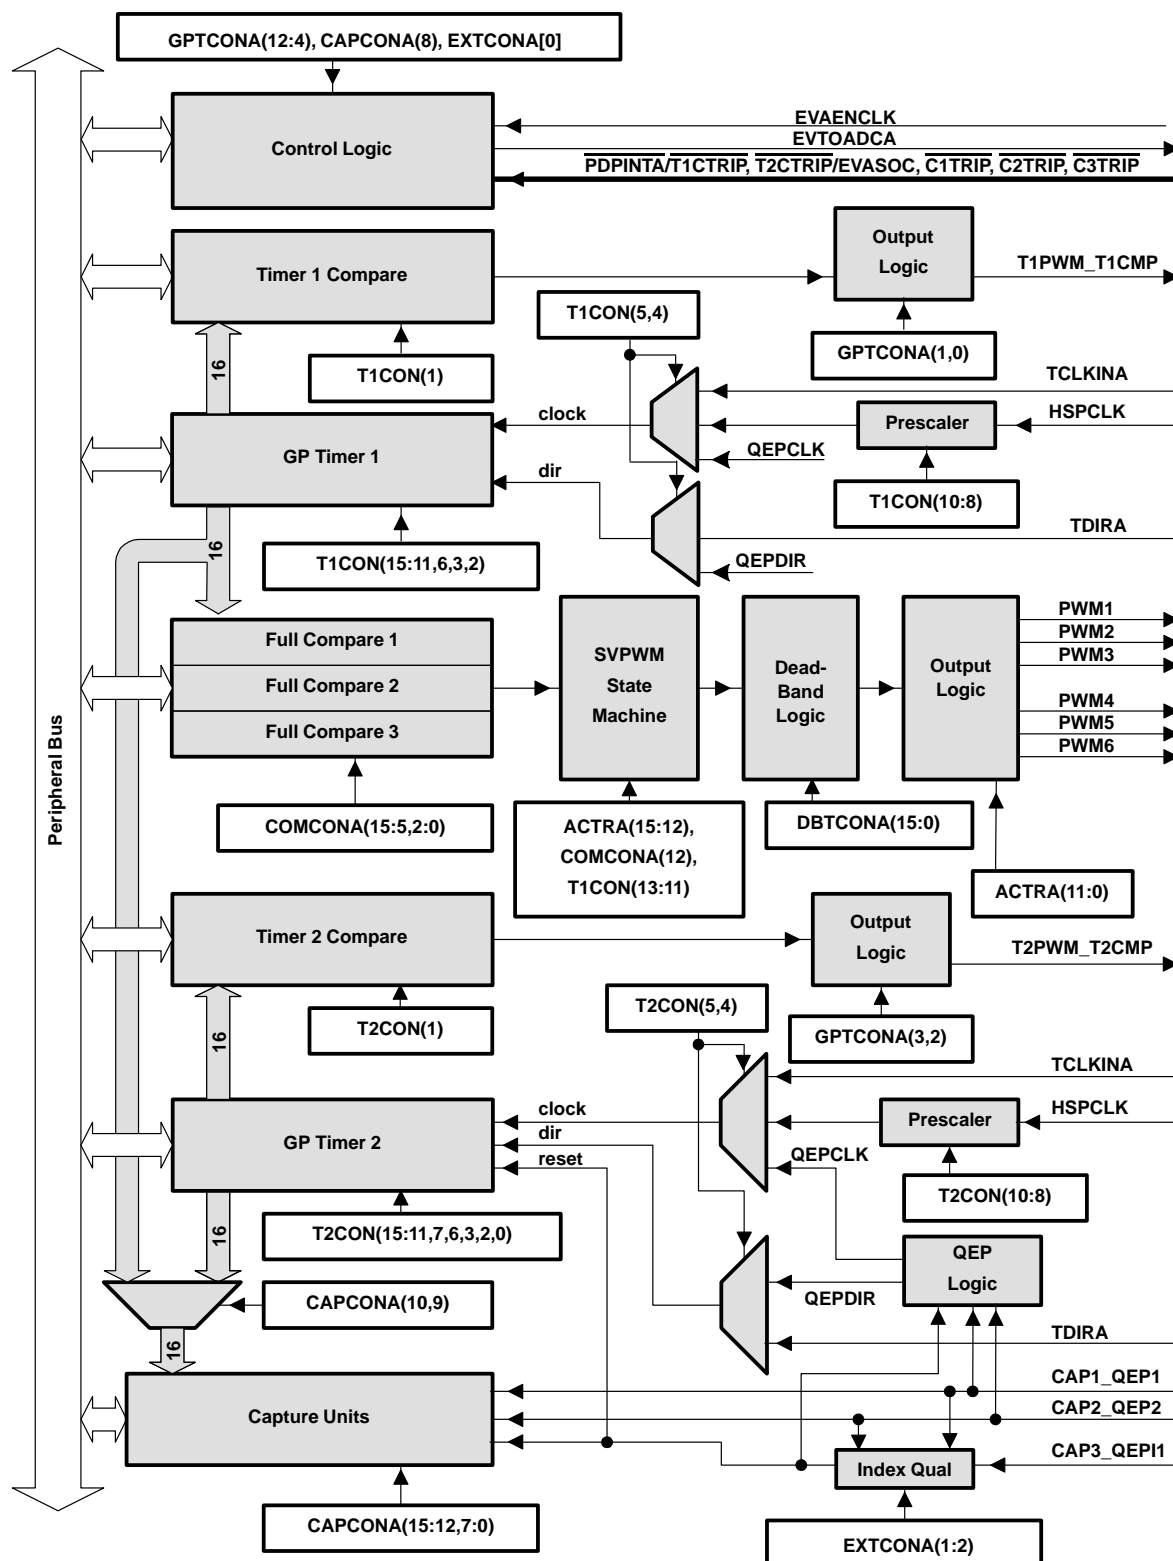 GPTCONA(12:4), CAPCONA(8), EXTCONA[0]
Control Logic
EVAENCLK
EVTOADCA
PDPINTA/T1CTRIP, T2CTRIP/EVASOC, C1TRIP, C2TRIP, C3TRIP
Timer 1 Compare
Output
Logic
T1PWM_T1CMP
T1CON(5,4)
GPTCONA(1,0)
16
T1CON(1)
TCLKINA
clock
Prescaler
HSPCLK
GP Timer 1
QEPCLK
dir
T1CON(10:8)
TDIRA
16
T1CON(15:11,6,3,2)
QEPDIR
Full Compare 1
Full Compare 2
Full Compare 3
SVPWM
State
Machine
Dead-
Band
Logic
Output
Logic
PWM1
PWM2
PWM3
PWM4
PWM5
PWM6
Peripheral Bus
COMCONA(15:5,2:0)
ACTRA(15:12),
COMCONA(12),
T1CON(13:11)
DBTCONA(15:0)
ACTRA(11:0)
Timer 2 Compare
Output
Logic
T2PWM_T2CMP
T2CON(5,4)
T2CON(1)
GPTCONA(3,2)
16
TCLKINA
clock
Prescaler
HSPCLK
GP Timer 2
dir
QEPCLK
reset
T2CON(10:8)
16
T2CON(15:11,7,6,3,2,0)
QEP
Logic
CAPCONA(10,9)
QEPDIR
TDIRA
16
Capture Units
CAP1_QEP1
CAP2_QEP2
CAP3_QEPI1
Index Qual
CAPCONA(15:12,7:0)
EXTCONA(1:2)